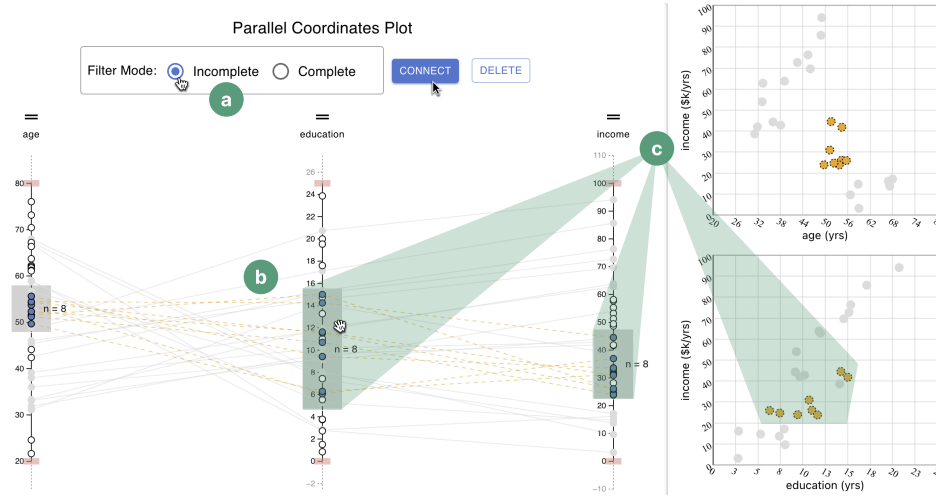 Parallel Coordinates Plot
Filter Mode: Incomplete Complete CONNECT DELETE
a
age education income
80 70 60 50 40 30 20
n = 8
b
26 24 22 20 18 16 14 12 10 8 6 4 2 0 −2
n = 8
110 100 90 80 70 60 50 40 30 20 10 0 −10
n = 8
c
income ($k/yrs)
100 90 80 70 60 50 40 30 20 10 0
20 26 32 38 44 50 56 62 68 74
age (yrs)
income ($k/yrs)
100 90 80 70 60 50 40 30 20 10 0
0 3 5 8 10 13 15 18 20 23
education (yrs)